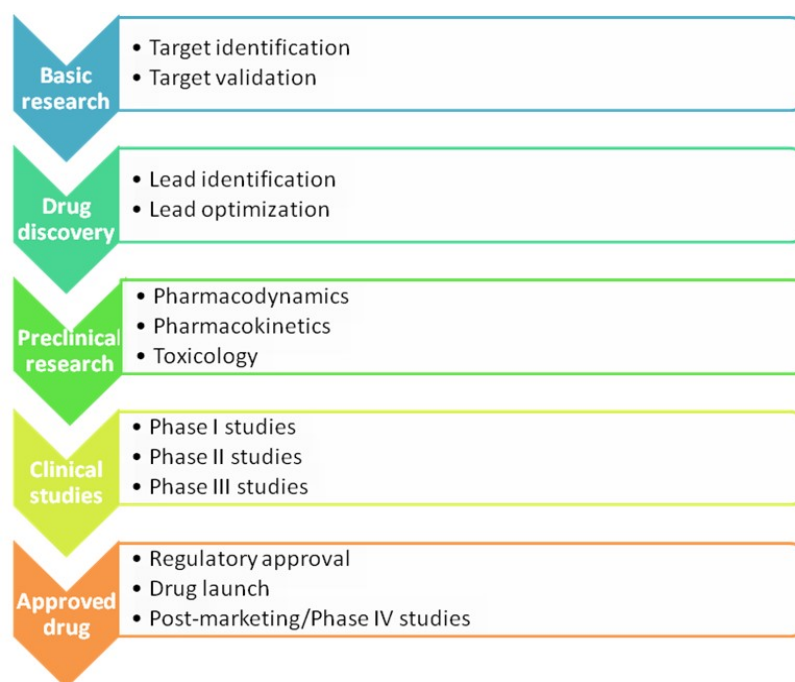 Basic
research
• Target identification
• Target validation
Drug
discovery
• Lead identification
• Lead optimization
Preclinical
research
• Pharmacodynamics
• Pharmacokinetics
• Toxicology
Clinical
studies
• Phase I studies
• Phase II studies
• Phase III studies
Approved
drug
• Regulatory approval
• Drug launch
• Post-marketing/Phase IV studies